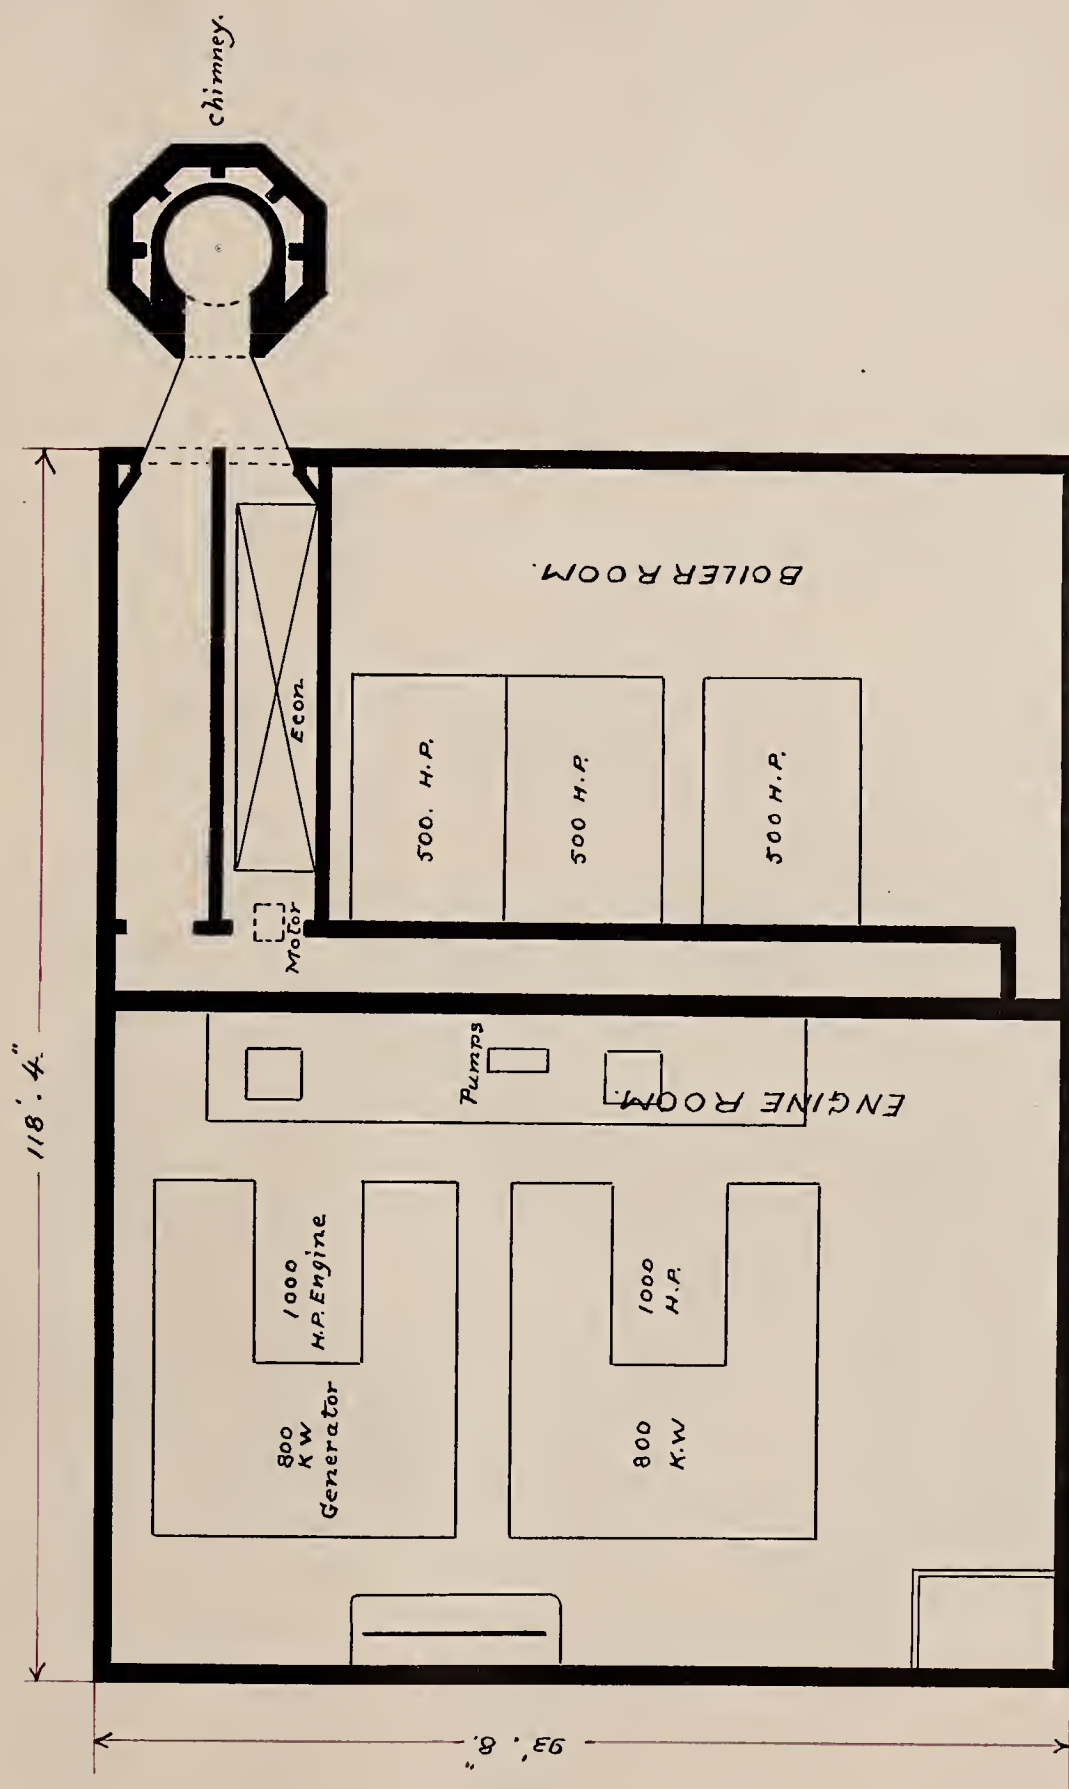 chimney.
BOILER ROOM.
Econ.
500. H.P.
500 H.P.
500 H.P.
Motor
118'. 4."
Pumps
ENGINE ROOM.
1000
H.P. Engine
1000
H.P.
800
KW
Generator
800
K.W
93'. 8."